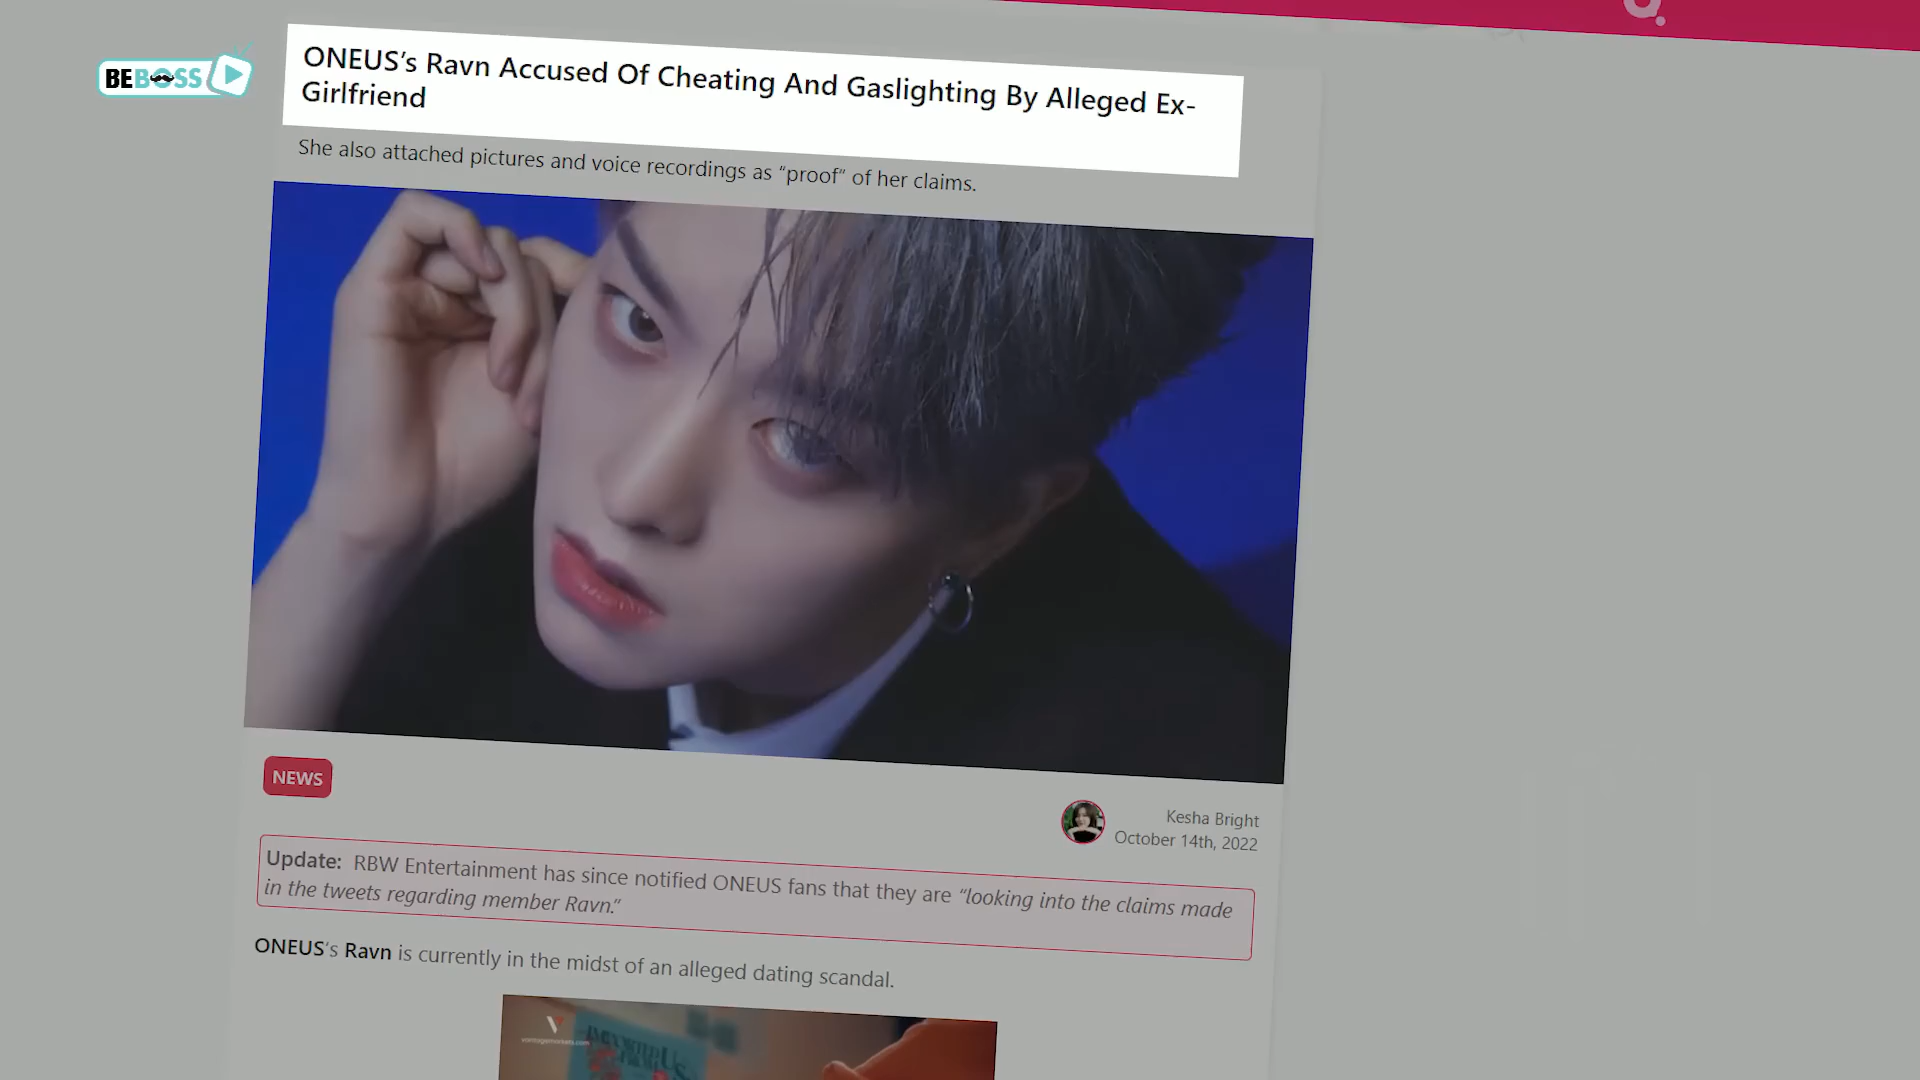 BEBOSS
ONEUS’s Ravn Accused Of Cheating And Gaslighting By Alleged Ex-
Girlfriend
She also attached pictures and voice recordings as “proof” of her claims.
NEWS
Kesha Bright
October 14th, 2022
Update: RBW Entertainment has since notified ONEUS fans that they are “looking into the claims made
in the tweets regarding member Ravn.”
ONEUS’s Ravn is currently in the midst of an alleged dating scandal.